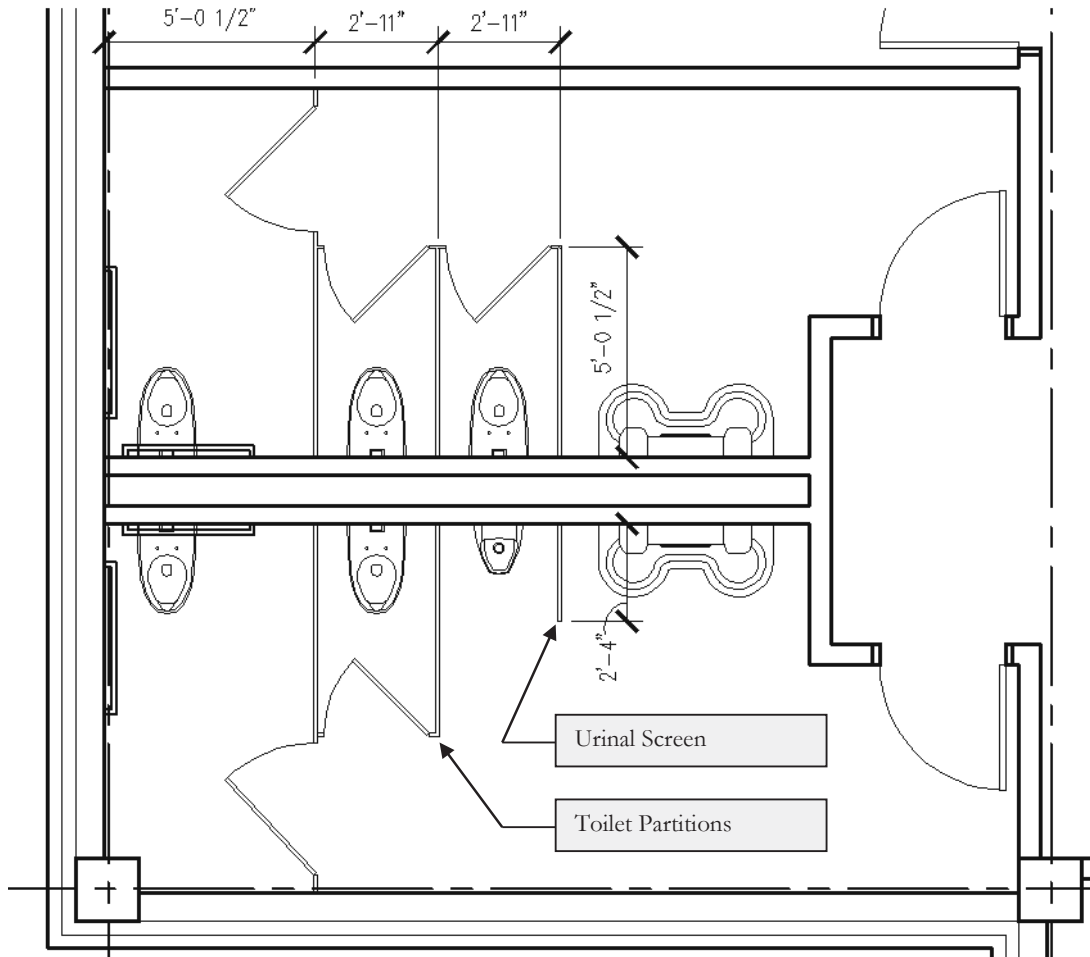 5'-0 1/2"
2'-11"
2'-11"
5'-0 1/2"
2'-4"
Urinal Screen
Toilet Partitions